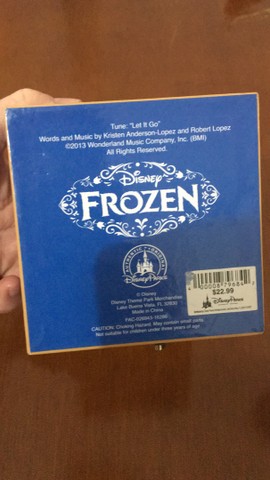 Tune: "Let It Go"
Words and Music by Kristen Anderson-Lopez and Robert Lopez
©2013 Wonderland Music Company, Inc. (BMI)
All Rights Reserved.
Disney
FROZEN
Disney Parks
© Disney
Disney Theme Park Merchandise
Lake Buena Vista, FL 32830
Made in China
CAUTION: Choking Hazard. May contain small parts.
Not suitable for children under three years of age.
Disney Parks
$22.99